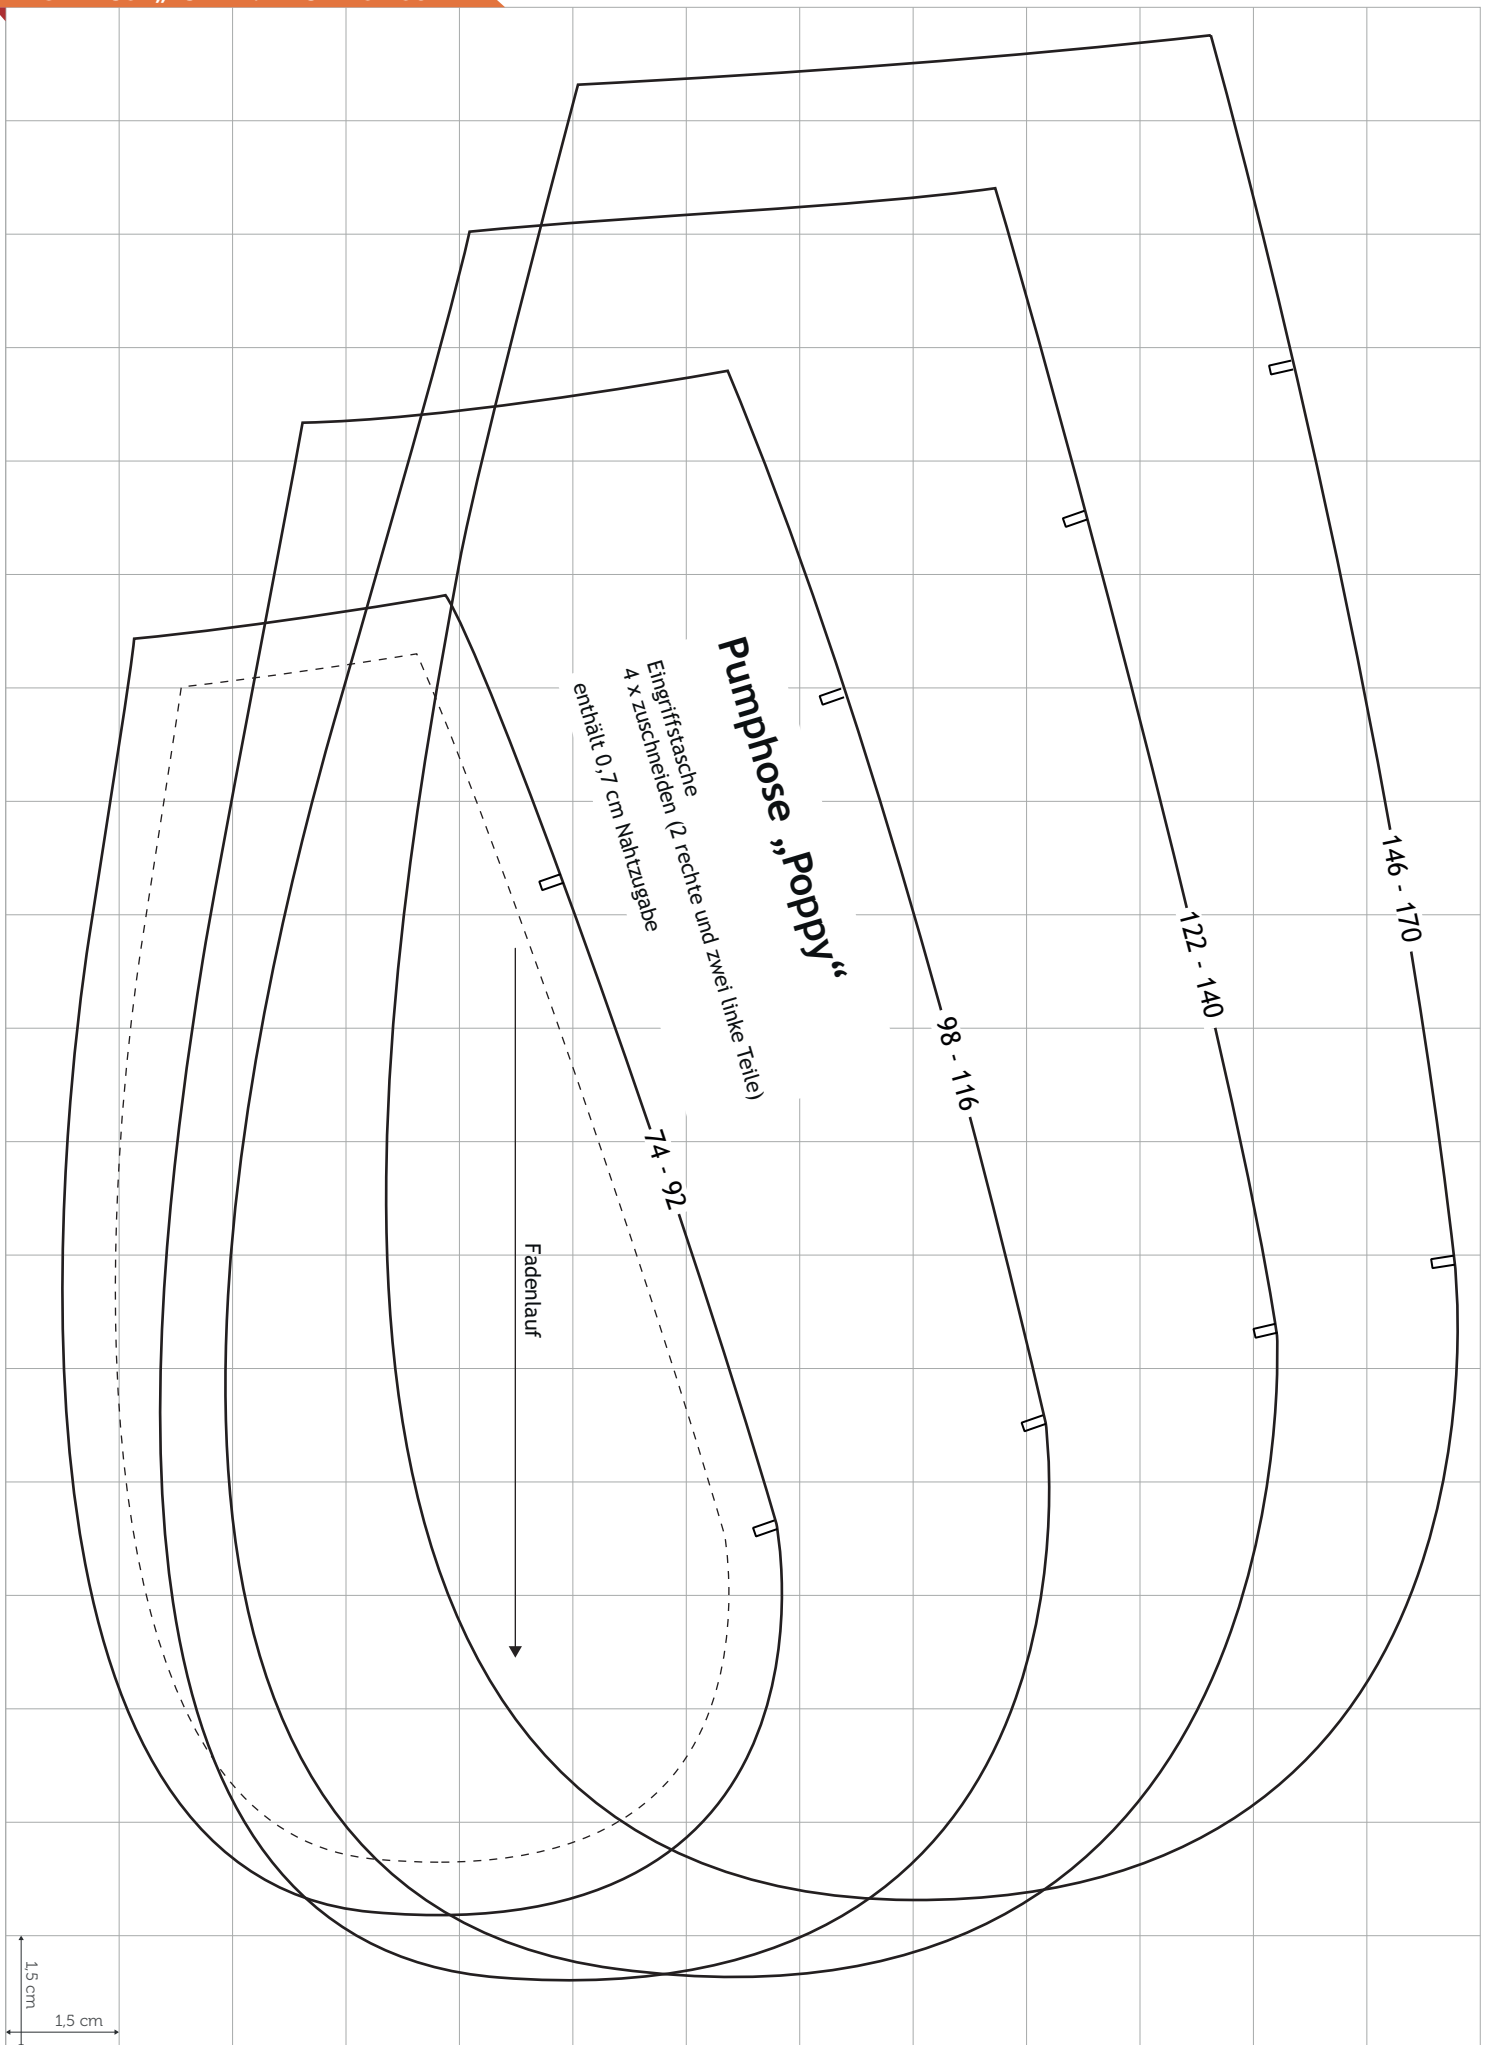 Pumphose „Poppy“
Eingriffstasche
4 x zuschneiden (2 rechte und zwei linke Teile)
enthält 0,7 cm Nahtzugabe
146 - 170
122 - 140
98 - 116
74 - 92
Fadenlauf
1,5 cm
1,5 cm